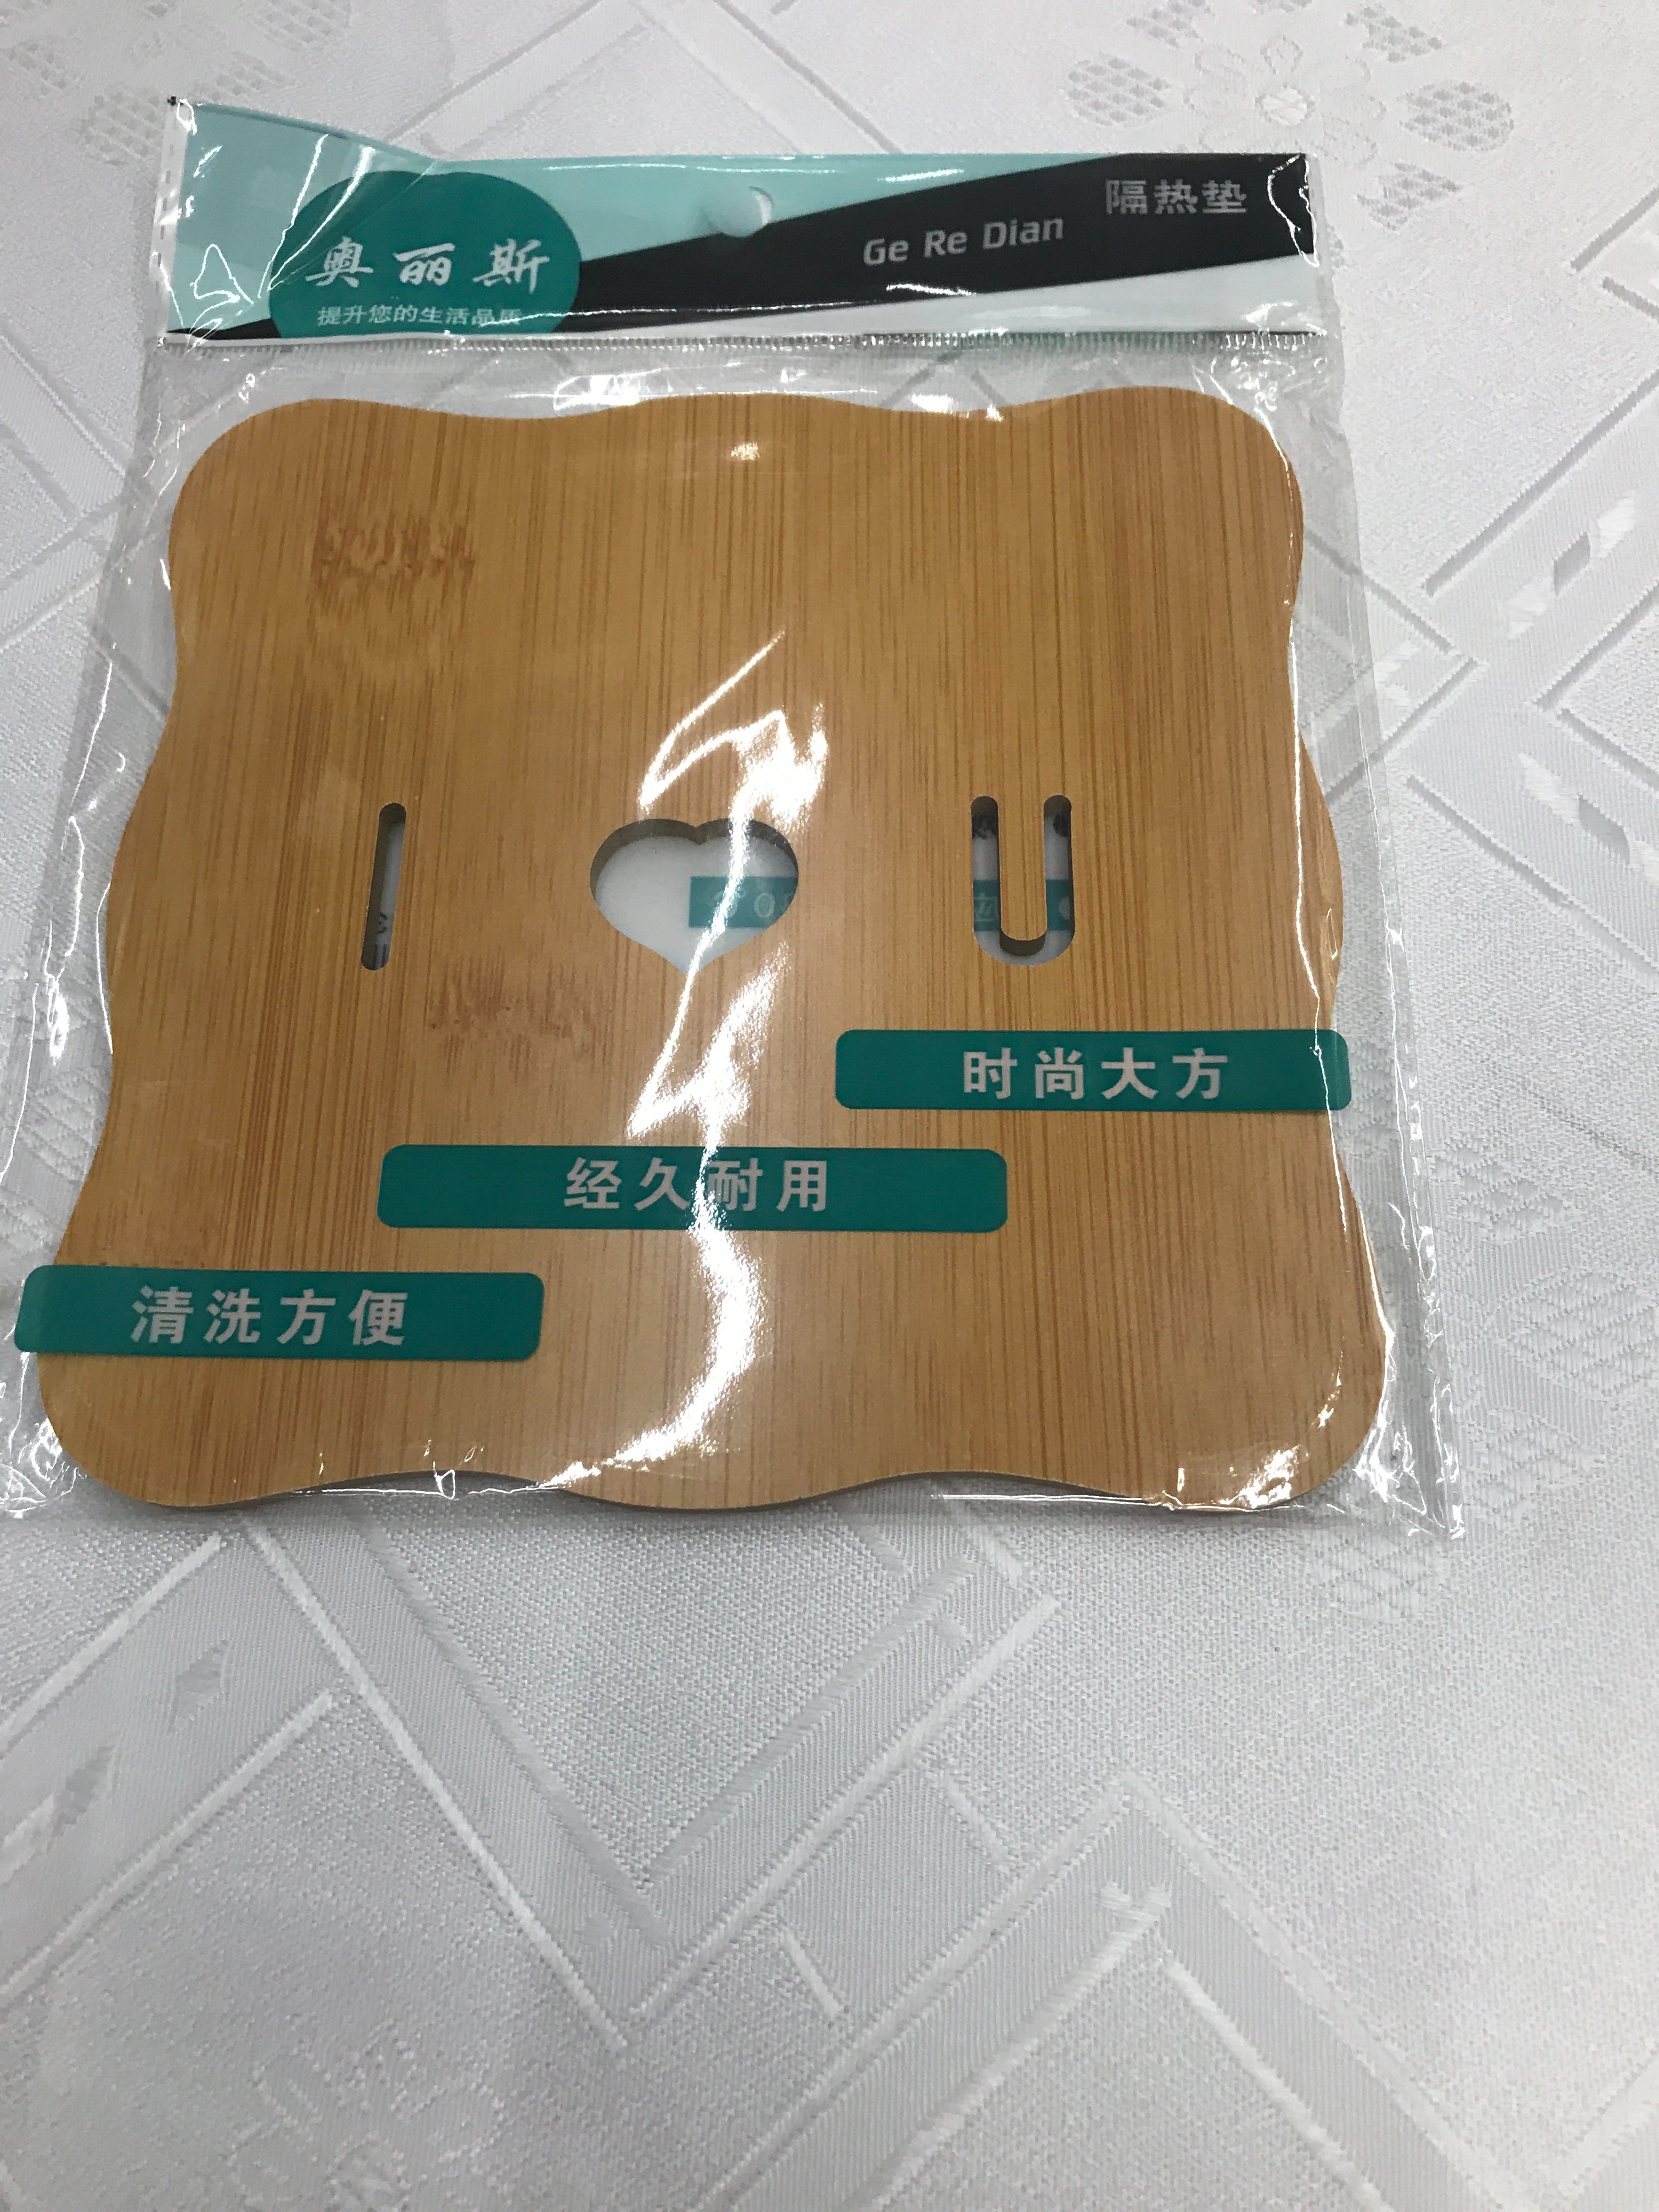 奥丽斯
提升您的生活品质
Ge Re Dian
隔热垫
I U
时尚大方
经久耐用
清洗方便